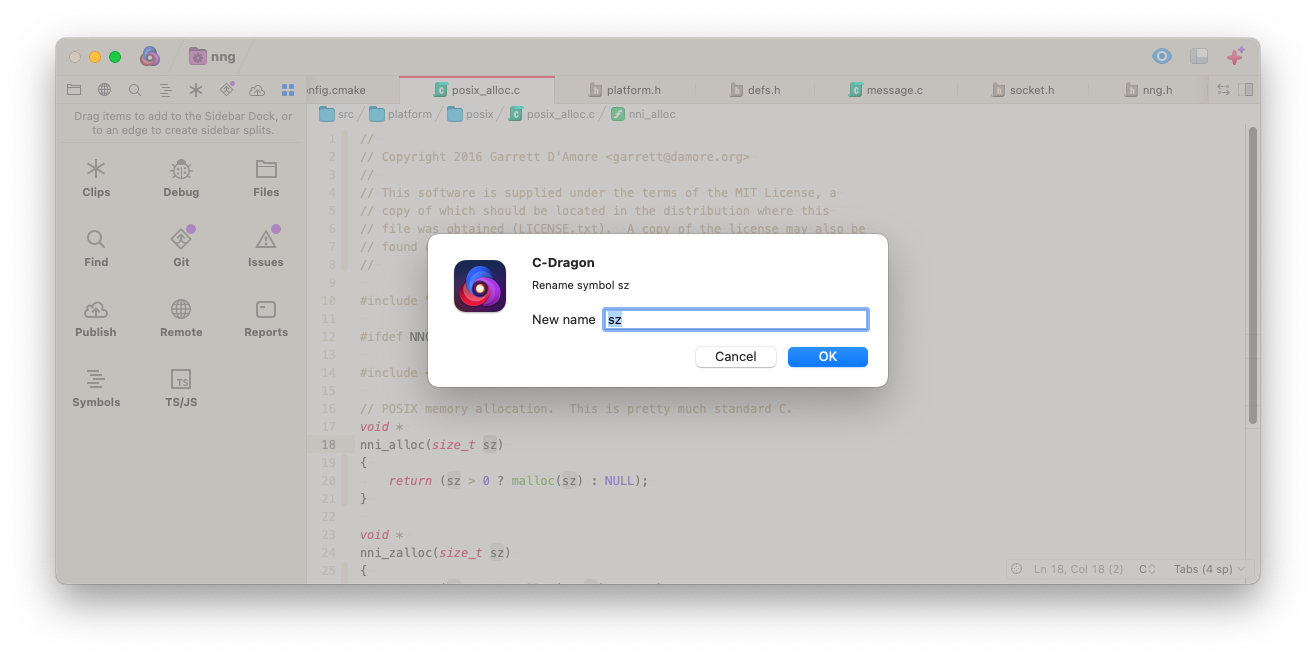 nng
nfig.cmake
posix_alloc.c
platform.h
defs.h
message.c
socket.h
nng.h
Drag items to add to the Sidebar Dock, or
to an edge to create sidebar splits.
src
platform
posix
posix_alloc.c
nni_alloc
Clips
Debug
Files
Find
Git
Issues
Publish
Remote
Reports
Symbols
TS
TS/JS
1 //
2 // Copyright 2016 Garrett D'Amore <garrett@damore.org>
3 //
4 // This software is supplied under the terms of the MIT License, a
5 // copy of which should be located in the distribution where this
6 // file was obtained (LICENSE.txt).  A copy of the license may also be
7 // found
8 //
9
10 #include
11
12 #ifdef NNG
13
14 #include
15
16 // POSIX memory allocation.  This is pretty much standard C.
17 void *
18 nni_alloc(size_t sz)
19 {
20 return (sz > 0 ? malloc(sz) : NULL);
21 }
22
23 void *
24 nni_zalloc(size_t sz)
25 {
C-Dragon
Rename symbol sz
New name sz
Cancel
OK
Ln 18, Col 18 (2)
C
Tabs (4 sp)